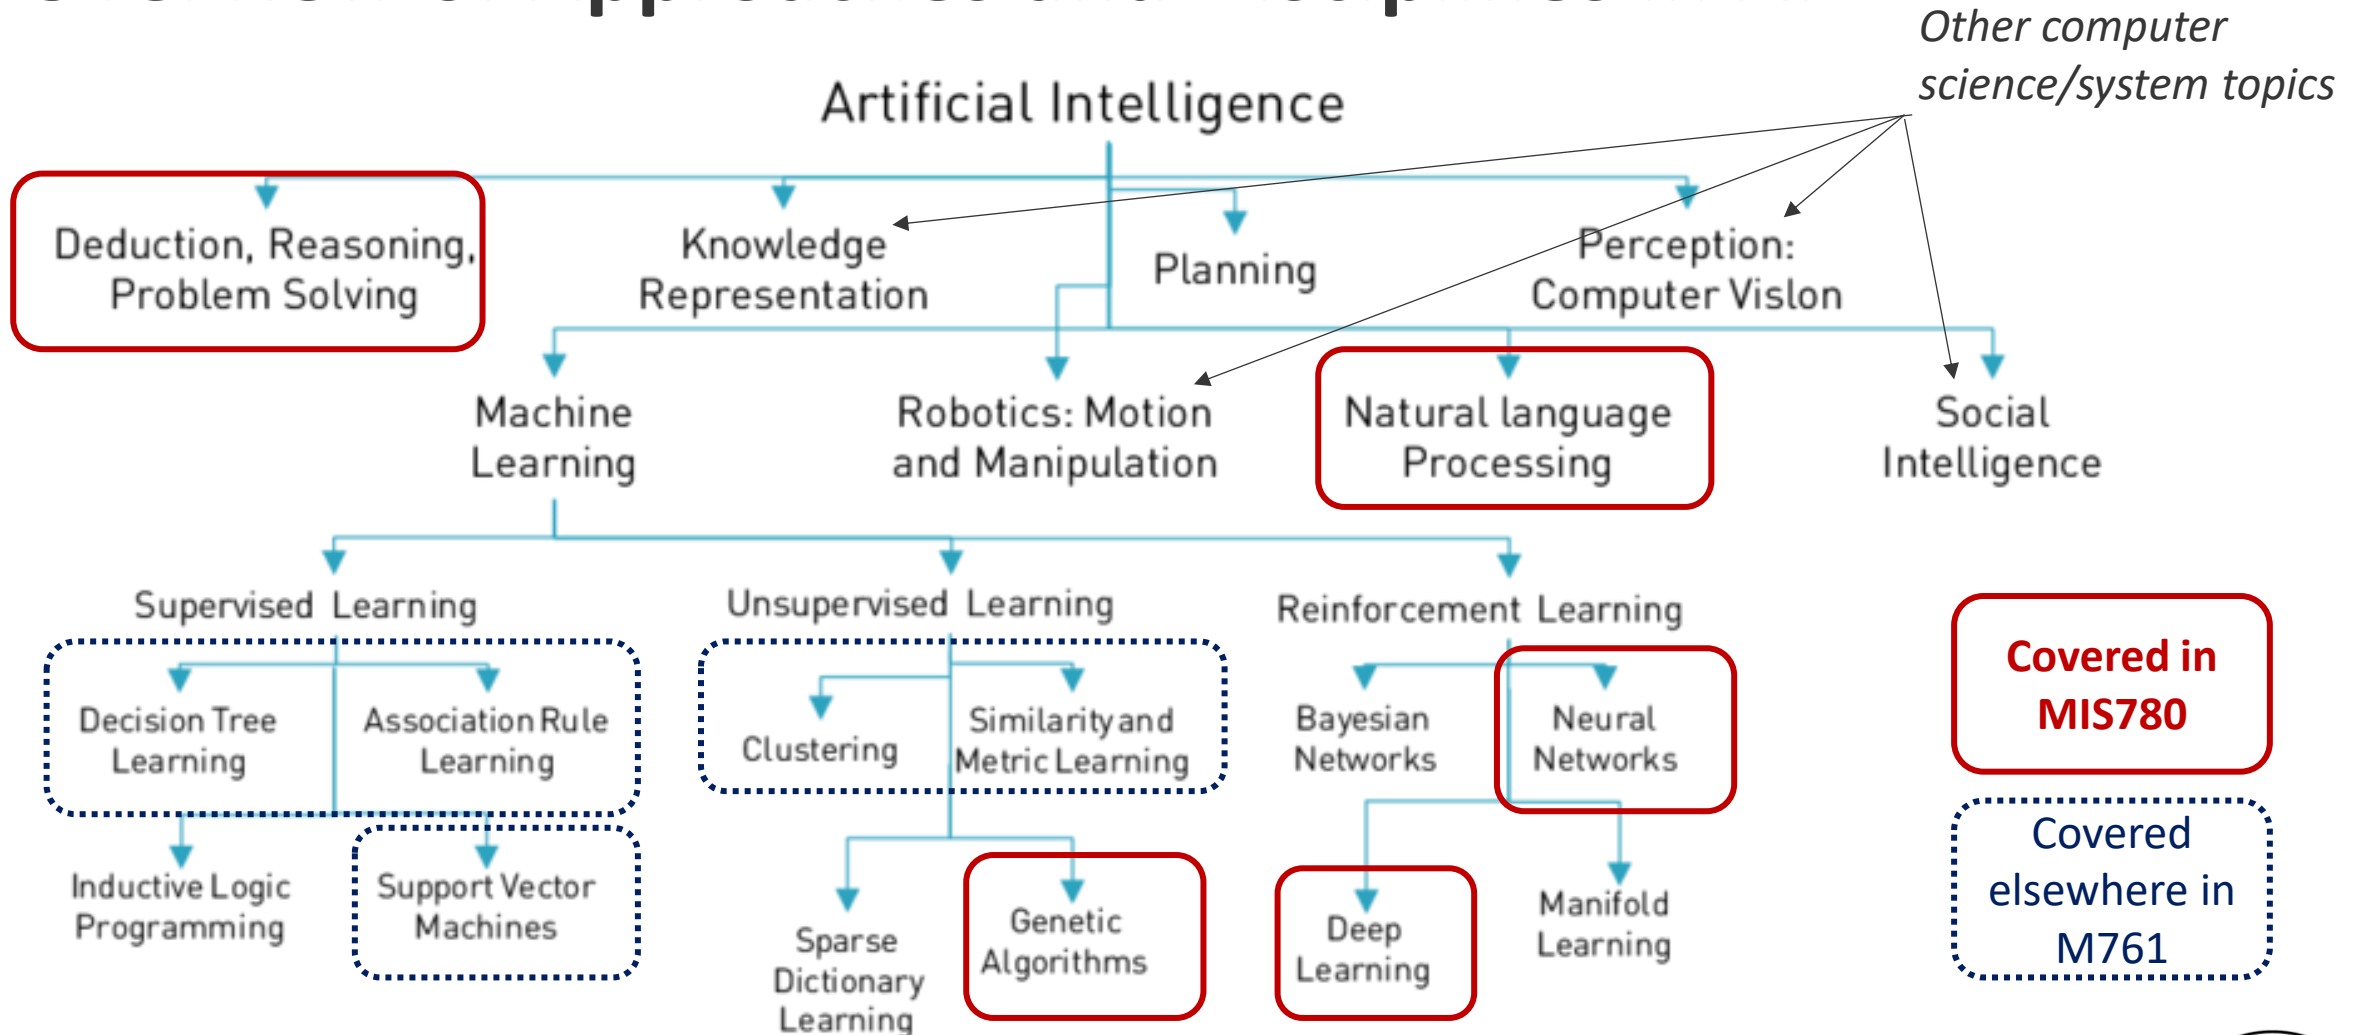 Other computer
science/system topics
Artificial Intelligence
Deduction, Reasoning,
Problem Solving
Knowledge
Representation
Planning
Perception:
Computer Vislon
Machine
Learning
Robotics: Motion
and Manipulation
Natural language
Processing
Social
Intelligence
Supervised Learning
Unsupervised Learning
Reinforcement Learning
Decision Tree
Learning
Association Rule
Learning
Clustering
Similarity and
Metric Learning
Bayesian
Networks
Neural
Networks
Covered in
MIS780
Inductive Logic
Programming
Support Vector
Machines
Sparse
Dictionary
Learning
Genetic
Algorithms
Deep
Learning
Manifold
Learning
Covered
elsewhere in
M761